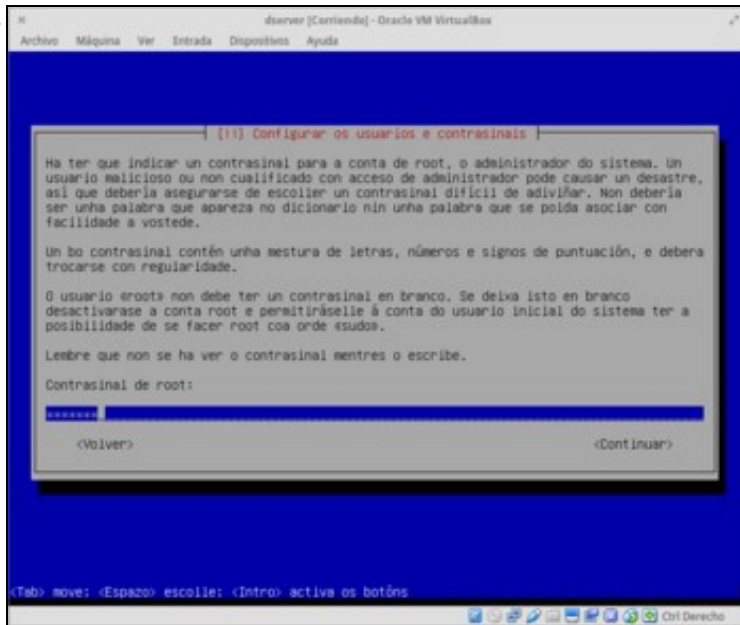 dserver [Corriendo] - Oracle VM VirtualBox
Archivo Máquina Ver Entrada Dispositivos Ayuda
[!!] Configurar os usuarios e contrasinais
Ha ter que indicar un contrasinal para a conta de root, o administrador do sistema. Un
usuario malicioso ou non cualificado con acceso de administrador pode causar un desastre,
así que debería asegurarse de escoller un contrasinal difícil de adiviñar. Non debería
ser unha palabra que apareza no dicionario nin unha palabra que se poida asociar con
facilidade a vostede.
Un bo contrasinal contén unha mestura de letras, números e signos de puntuación, e debera
trocarse con regularidade.
O usuario «root» non debe ter un contrasinal en branco. Se deixa isto en branco
desactivarase a conta root e permitiráselle á conta do usuario inicial do sistema ter a
posibilidade de se facer root coa orde «sudo».
Lembre que non se ha ver o contrasinal mentres o escribe.
Contrasinal de root:
*******
<Volver> <Continuar>
<Tab> move; <Espazo> escolle; <Intro> activa os botóns
Ctrl Derecho